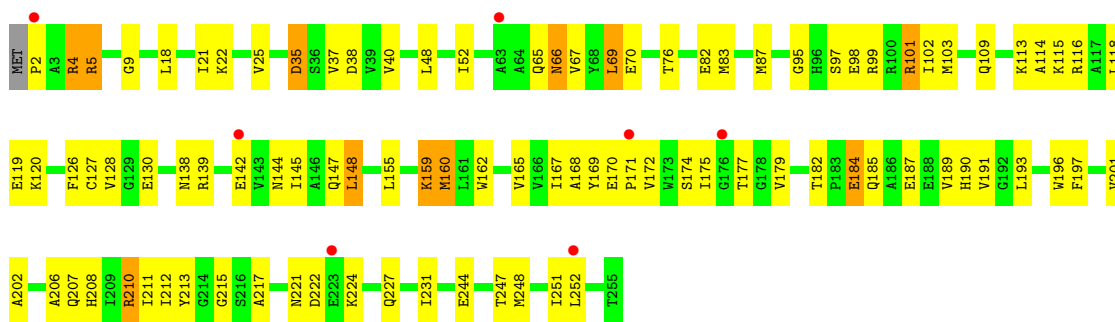 MET P2 A3 R4 R5 G9 L18 I21 K22 V25 D35 S36 V37 D38 V39 V40 L48 I52 A63 A64 Q65 N66 V67 Y68 L69 E70 T76 E82 M83 M87 G95 H96 S97 E98 R99 R100 R101 I102 M103 Q109 K113 A114 K115 R116 A117 L118
E119 K120 F126 C127 V128 G129 E130 N138 R139 E142 V143 N144 I145 A146 Q147 L148 L155 K159 M160 L161 W162 V165 V166 I167 A168 Y169 E170 P171 V172 W173 S174 I175 G176 T177 G178 V179 T182 P183 E184 Q185 A186 E187 E188 V189 H190 V191 G192 L193 W196 F197 V201
A202 A206 Q207 H208 I209 R210 I211 I212 Y213 G214 G215 S216 A217 N221 D222 E223 K224 Q227 I231 E244 T247 M248 I251 L252 T255